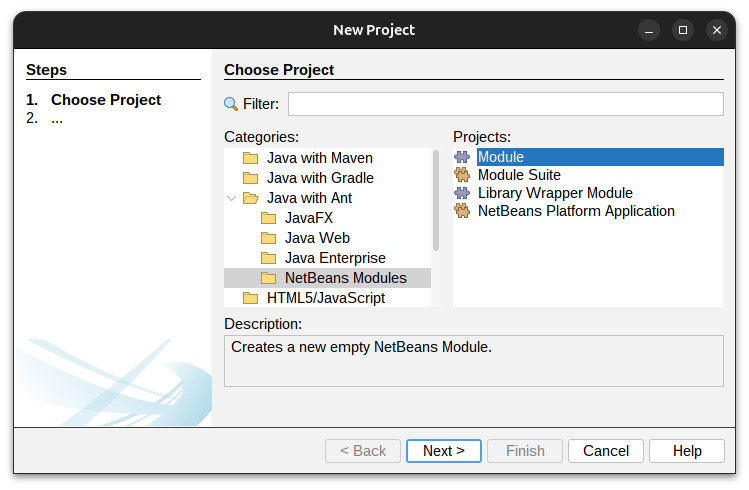 New Project
Steps
1. Choose Project
2. ...
Choose Project
Filter:
Categories:
Java with Maven
Java with Gradle
Java with Ant
JavaFX
Java Web
Java Enterprise
NetBeans Modules
HTML5/JavaScript
Projects:
Module
Module Suite
Library Wrapper Module
NetBeans Platform Application
Description:
Creates a new empty NetBeans Module.
< Back
Next >
Finish
Cancel
Help